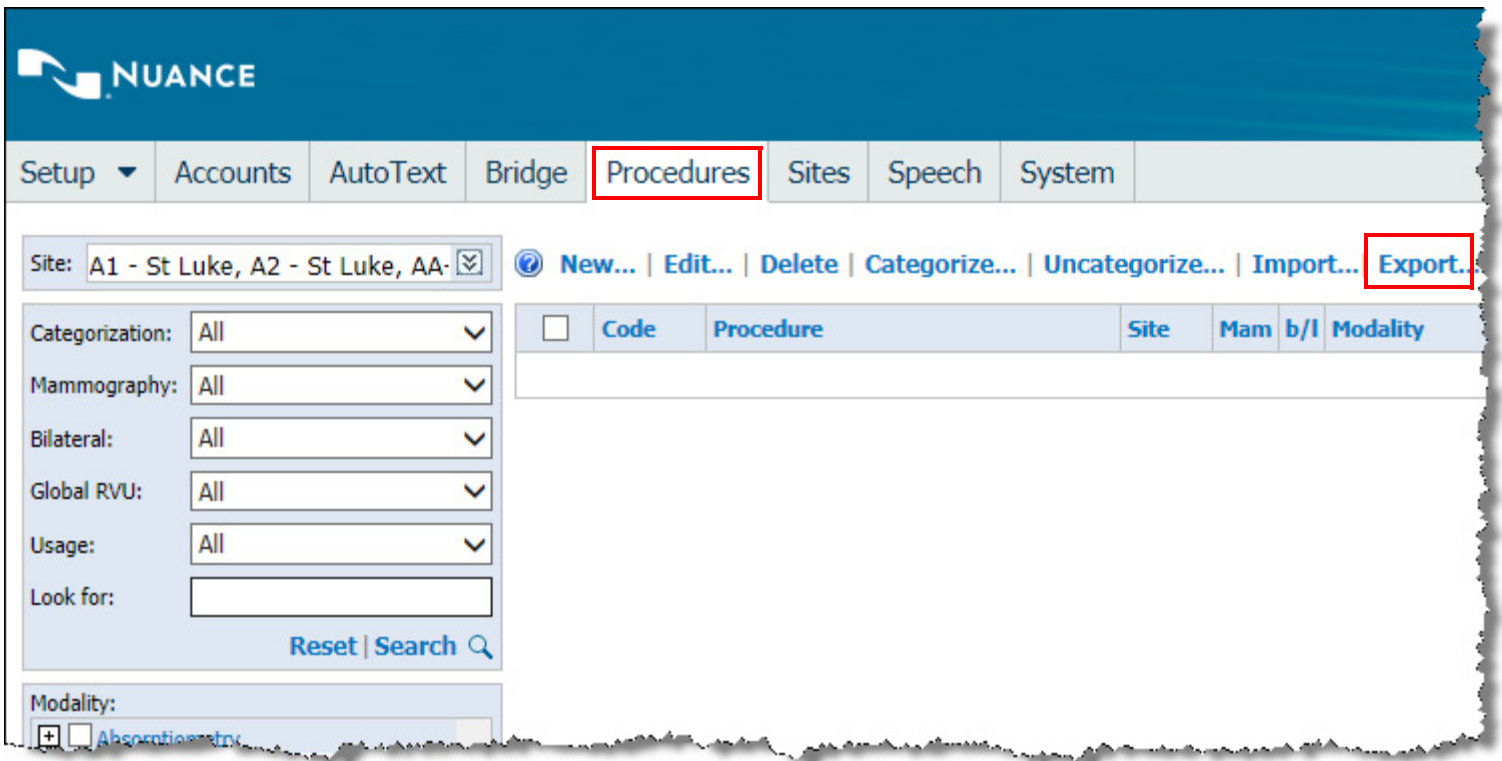 NUANCE
Setup Accounts AutoText Bridge Procedures Sites Speech System
Site: A1 - St Luke, A2 - St Luke, AA-
New... | Edit... | Delete | Categorize... | Uncategorize... | Import... Export...
Code Procedure Site Mam b/l Modality
Categorization: All
Mammography: All
Bilateral: All
Global RVU: All
Usage: All
Look for:
Reset | Search
Modality:
Absorptiometry